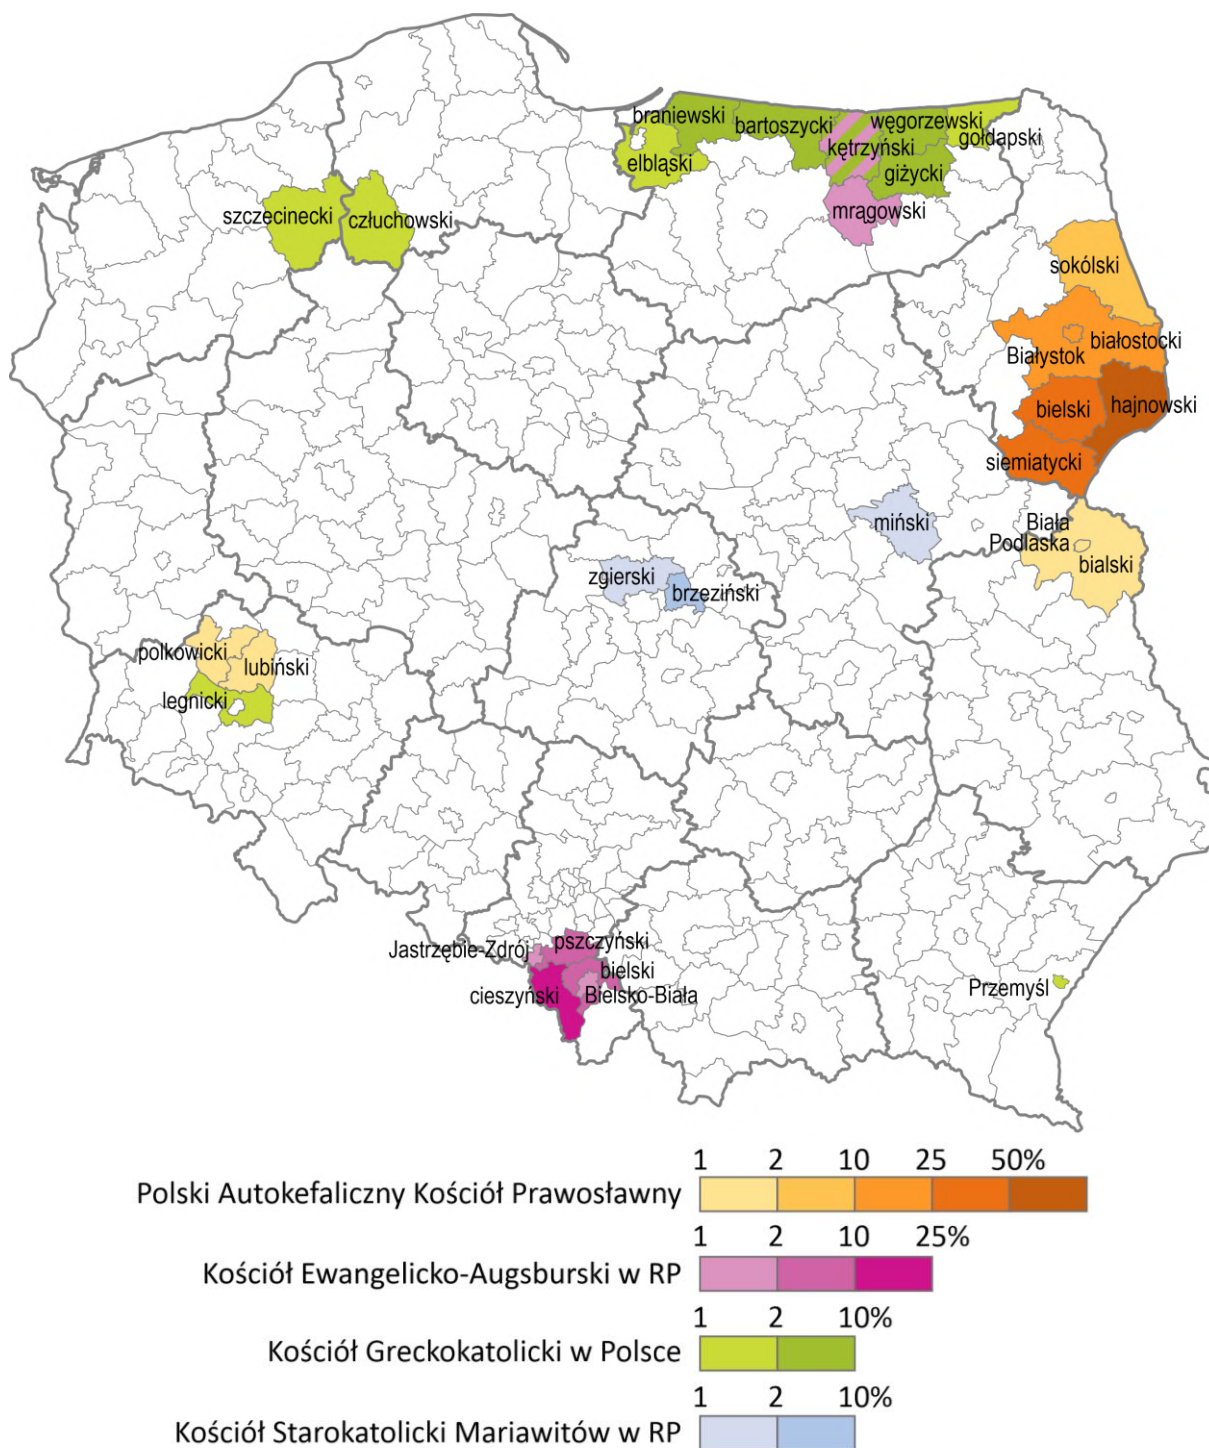 braniewski
bartoszycki
węgorzewski
gołdapski
kętrzyński
elbląski
giżycki
mrągowski
szczecinecki
człuchowski
sokólski
białostocki
Białystok
bielski
hajnowski
siemiatycki
miński
Biała
Podlaska
bialski
zgierski
brzeziński
polkowicki
lubiński
legnicki
Jastrzębie-Zdrój
pszczyński
bielski
cieszyński
Bielsko-Biała
Przemyśl
1 2 10 25 50%
Polski Autokefaliczny Kościół Prawosławny
1 2 10 25%
Kościół Ewangelicko-Augsburski w RP
1 2 10%
Kościół Greckokatolicki w Polsce
1 2 10%
Kościół Starokatolicki Mariawitów w RP